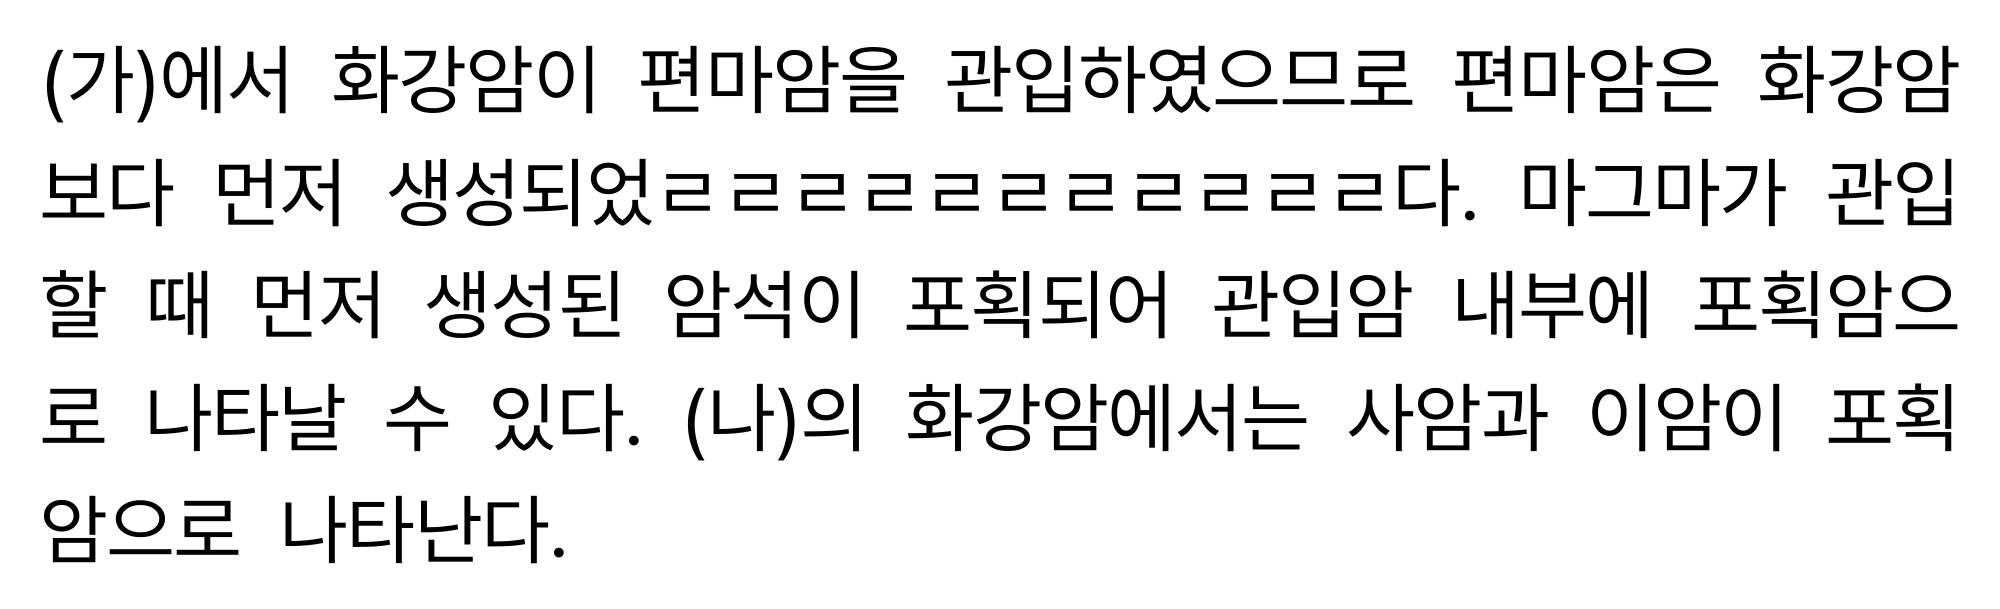 (가)에서 화강암이 편마암을 관입하였으므로 편마암은 화강암
보다 먼저 생성되었ㄹㄹㄹㄹㄹㄹㄹㄹㄹㄹㄹ다. 마그마가 관입
할 때 먼저 생성된 암석이 포획되어 관입암 내부에 포획암으
로 나타날 수 있다. (나)의 화강암에서는 사암과 이암이 포획
암으로 나타난다.